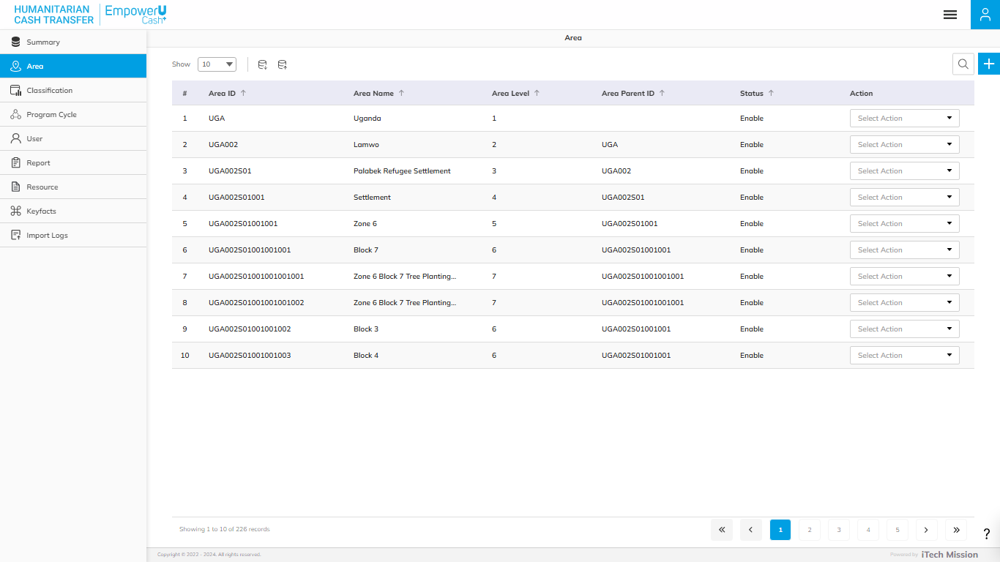 HUMANITARIAN
CASH TRANSFER
EmpowerU
Cash+
Area
Summary
Area
Classification
Program Cycle
User
Report
Resource
Keyfacts
Import Logs
Show 10
# Area ID Area Name Area Level Area Parent ID Status Action
1 UGA Uganda 1 Enable Select Action
2 UGA002 Lamwo 2 UGA Enable Select Action
3 UGA002S01 Palabek Refugee Settlement 3 UGA002 Enable Select Action
4 UGA002S01001 Settlement 4 UGA002S01 Enable Select Action
5 UGA002S01001001 Zone 6 5 UGA002S01001 Enable Select Action
6 UGA002S01001001001 Block 7 6 UGA002S01001001 Enable Select Action
7 UGA002S01001001001001 Zone 6 Block 7 Tree Planting... 7 UGA002S01001001001 Enable Select Action
8 UGA002S01001001001002 Zone 6 Block 7 Tree Planting... 7 UGA002S01001001001 Enable Select Action
9 UGA002S01001001002 Block 3 6 UGA002S01001001 Enable Select Action
10 UGA002S01001001003 Block 4 6 UGA002S01001001 Enable Select Action
Showing 1 to 10 of 226 records
« ‹ 1 2 3 4 5 › »
?
Copyright © 2022 - 2024. All rights reserved.
Powered by iTech Mission